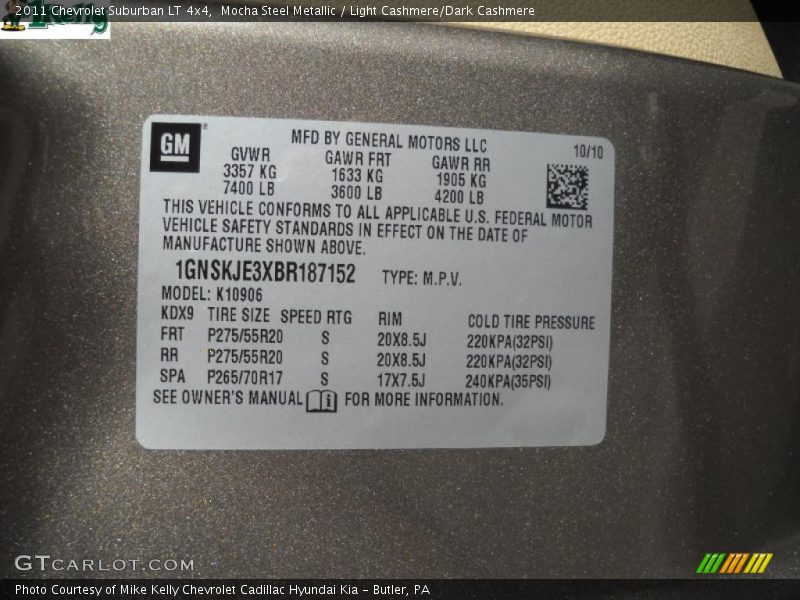 2011 Chevrolet Suburban LT 4x4, Mocha Steel Metallic / Light Cashmere/Dark Cashmere
GM
MFD BY GENERAL MOTORS LLC
10/10
GVWR GAWR FRT GAWR RR
3357 KG 1633 KG 1905 KG
7400 LB 3600 LB 4200 LB
THIS VEHICLE CONFORMS TO ALL APPLICABLE U.S. FEDERAL MOTOR
VEHICLE SAFETY STANDARDS IN EFFECT ON THE DATE OF
MANUFACTURE SHOWN ABOVE.
1GNSKJE3XBR187152 TYPE: M.P.V.
MODEL: K10906
KDX9 TIRE SIZE SPEED RTG RIM COLD TIRE PRESSURE
FRT P275/55R20 S 20X8.5J 220KPA(32PSI)
RR P275/55R20 S 20X8.5J 220KPA(32PSI)
SPA P265/70R17 S 17X7.5J 240KPA(35PSI)
SEE OWNER'S MANUAL FOR MORE INFORMATION.
GTCARLOT.COM
Photo Courtesy of Mike Kelly Chevrolet Cadillac Hyundai Kia – Butler, PA